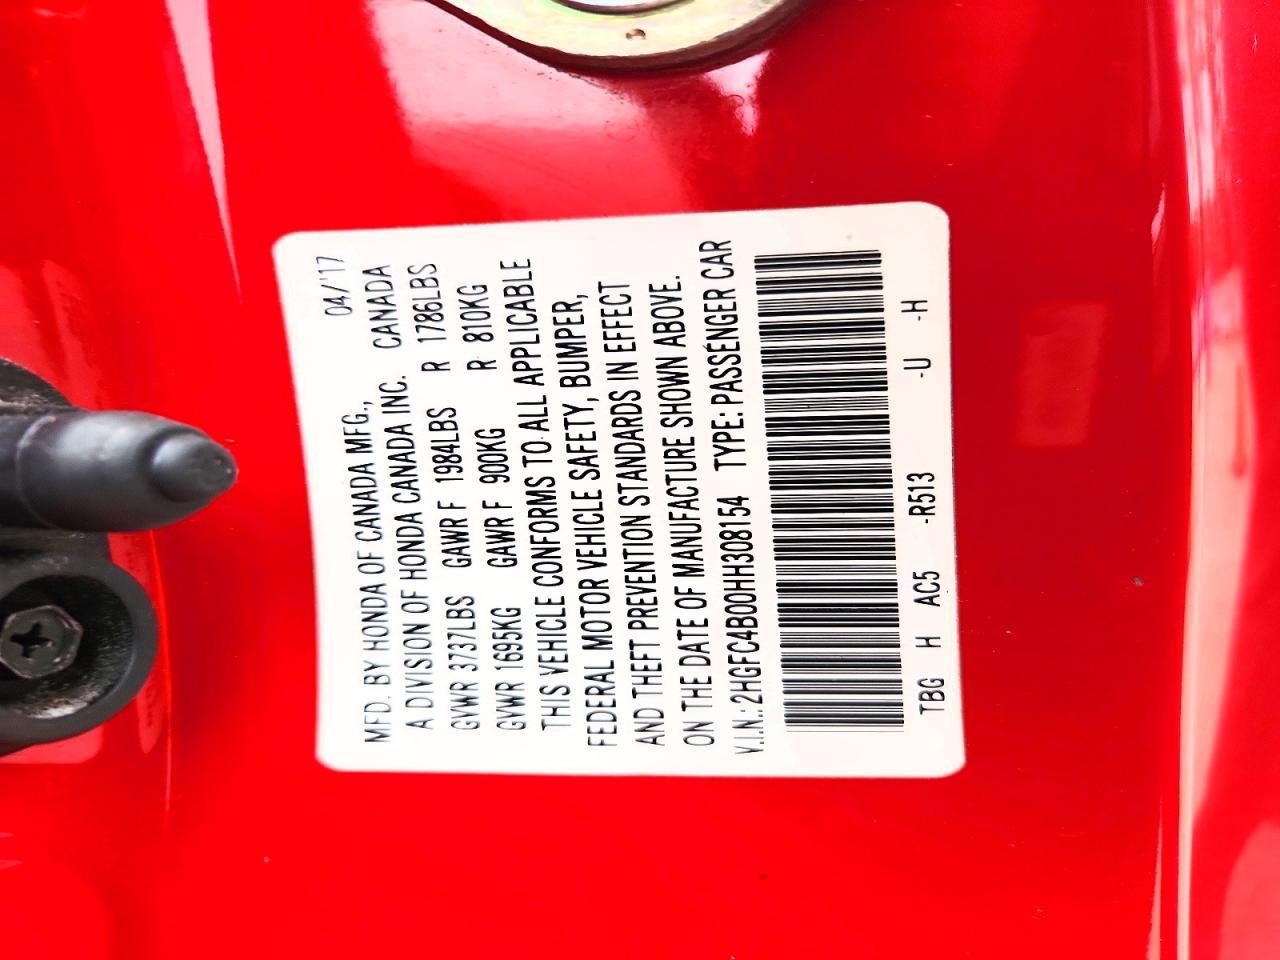 04/'17
MFD. BY HONDA OF CANADA MFG.,
A DIVISION OF HONDA CANADA INC. CANADA
GVWR 3737LBS GAWR F 1984LBS R 1786LBS
GVWR 1695KG GAWR F 900KG R 810KG
THIS VEHICLE CONFORMS TO ALL APPLICABLE
FEDERAL MOTOR VEHICLE SAFETY, BUMPER,
AND THEFT PREVENTION STANDARDS IN EFFECT
ON THE DATE OF MANUFACTURE SHOWN ABOVE.
V.I.N.: 2HGFC4B00HH308154 TYPE: PASSENGER CAR
TBG H AC5 -R513 -U -H